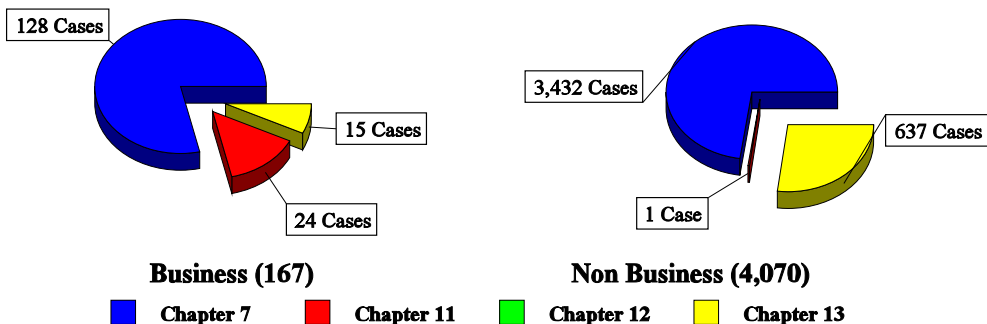 128 Cases
15 Cases
24 Cases
Business (167)
3,432 Cases
637 Cases
1 Case
Non Business (4,070)
Chapter 7
Chapter 11
Chapter 12
Chapter 13